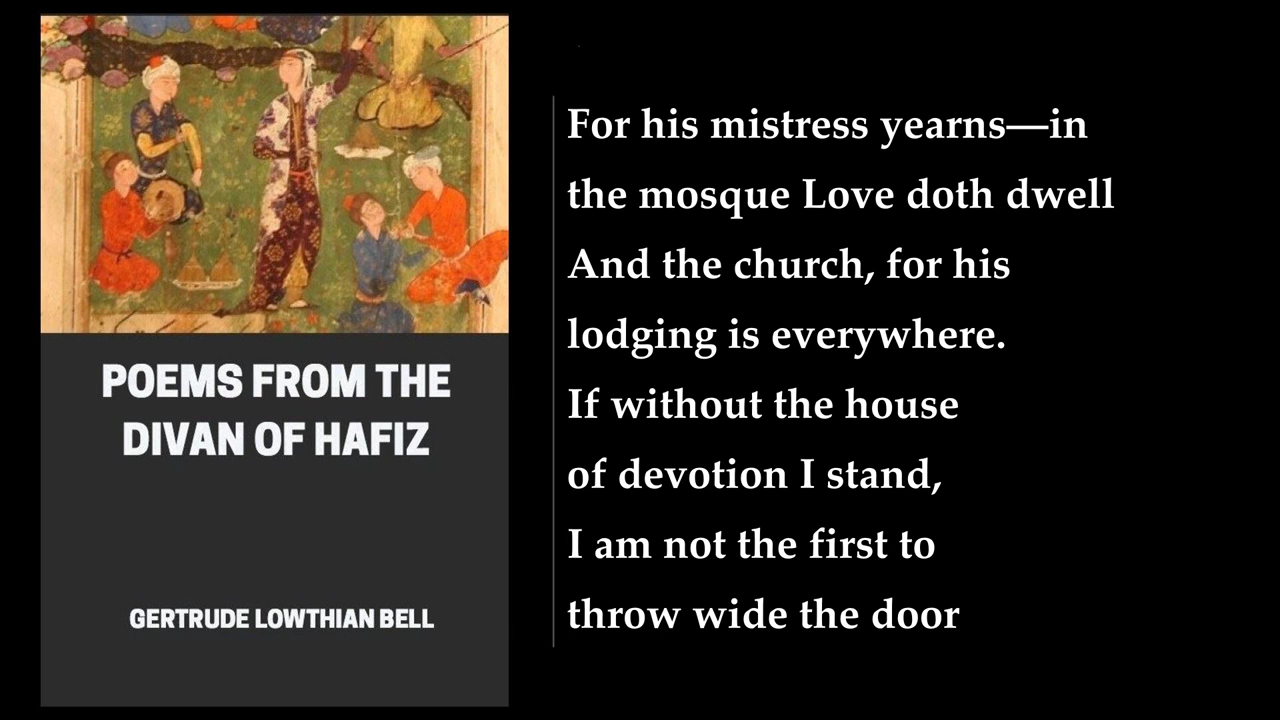 POEMS FROM THE
DIVAN OF HAFIZ
GERTRUDE LOWTHIAN BELL
For his mistress yearns—in
the mosque Love doth dwell
And the church, for his
lodging is everywhere.
If without the house
of devotion I stand,
I am not the first to
throw wide the door